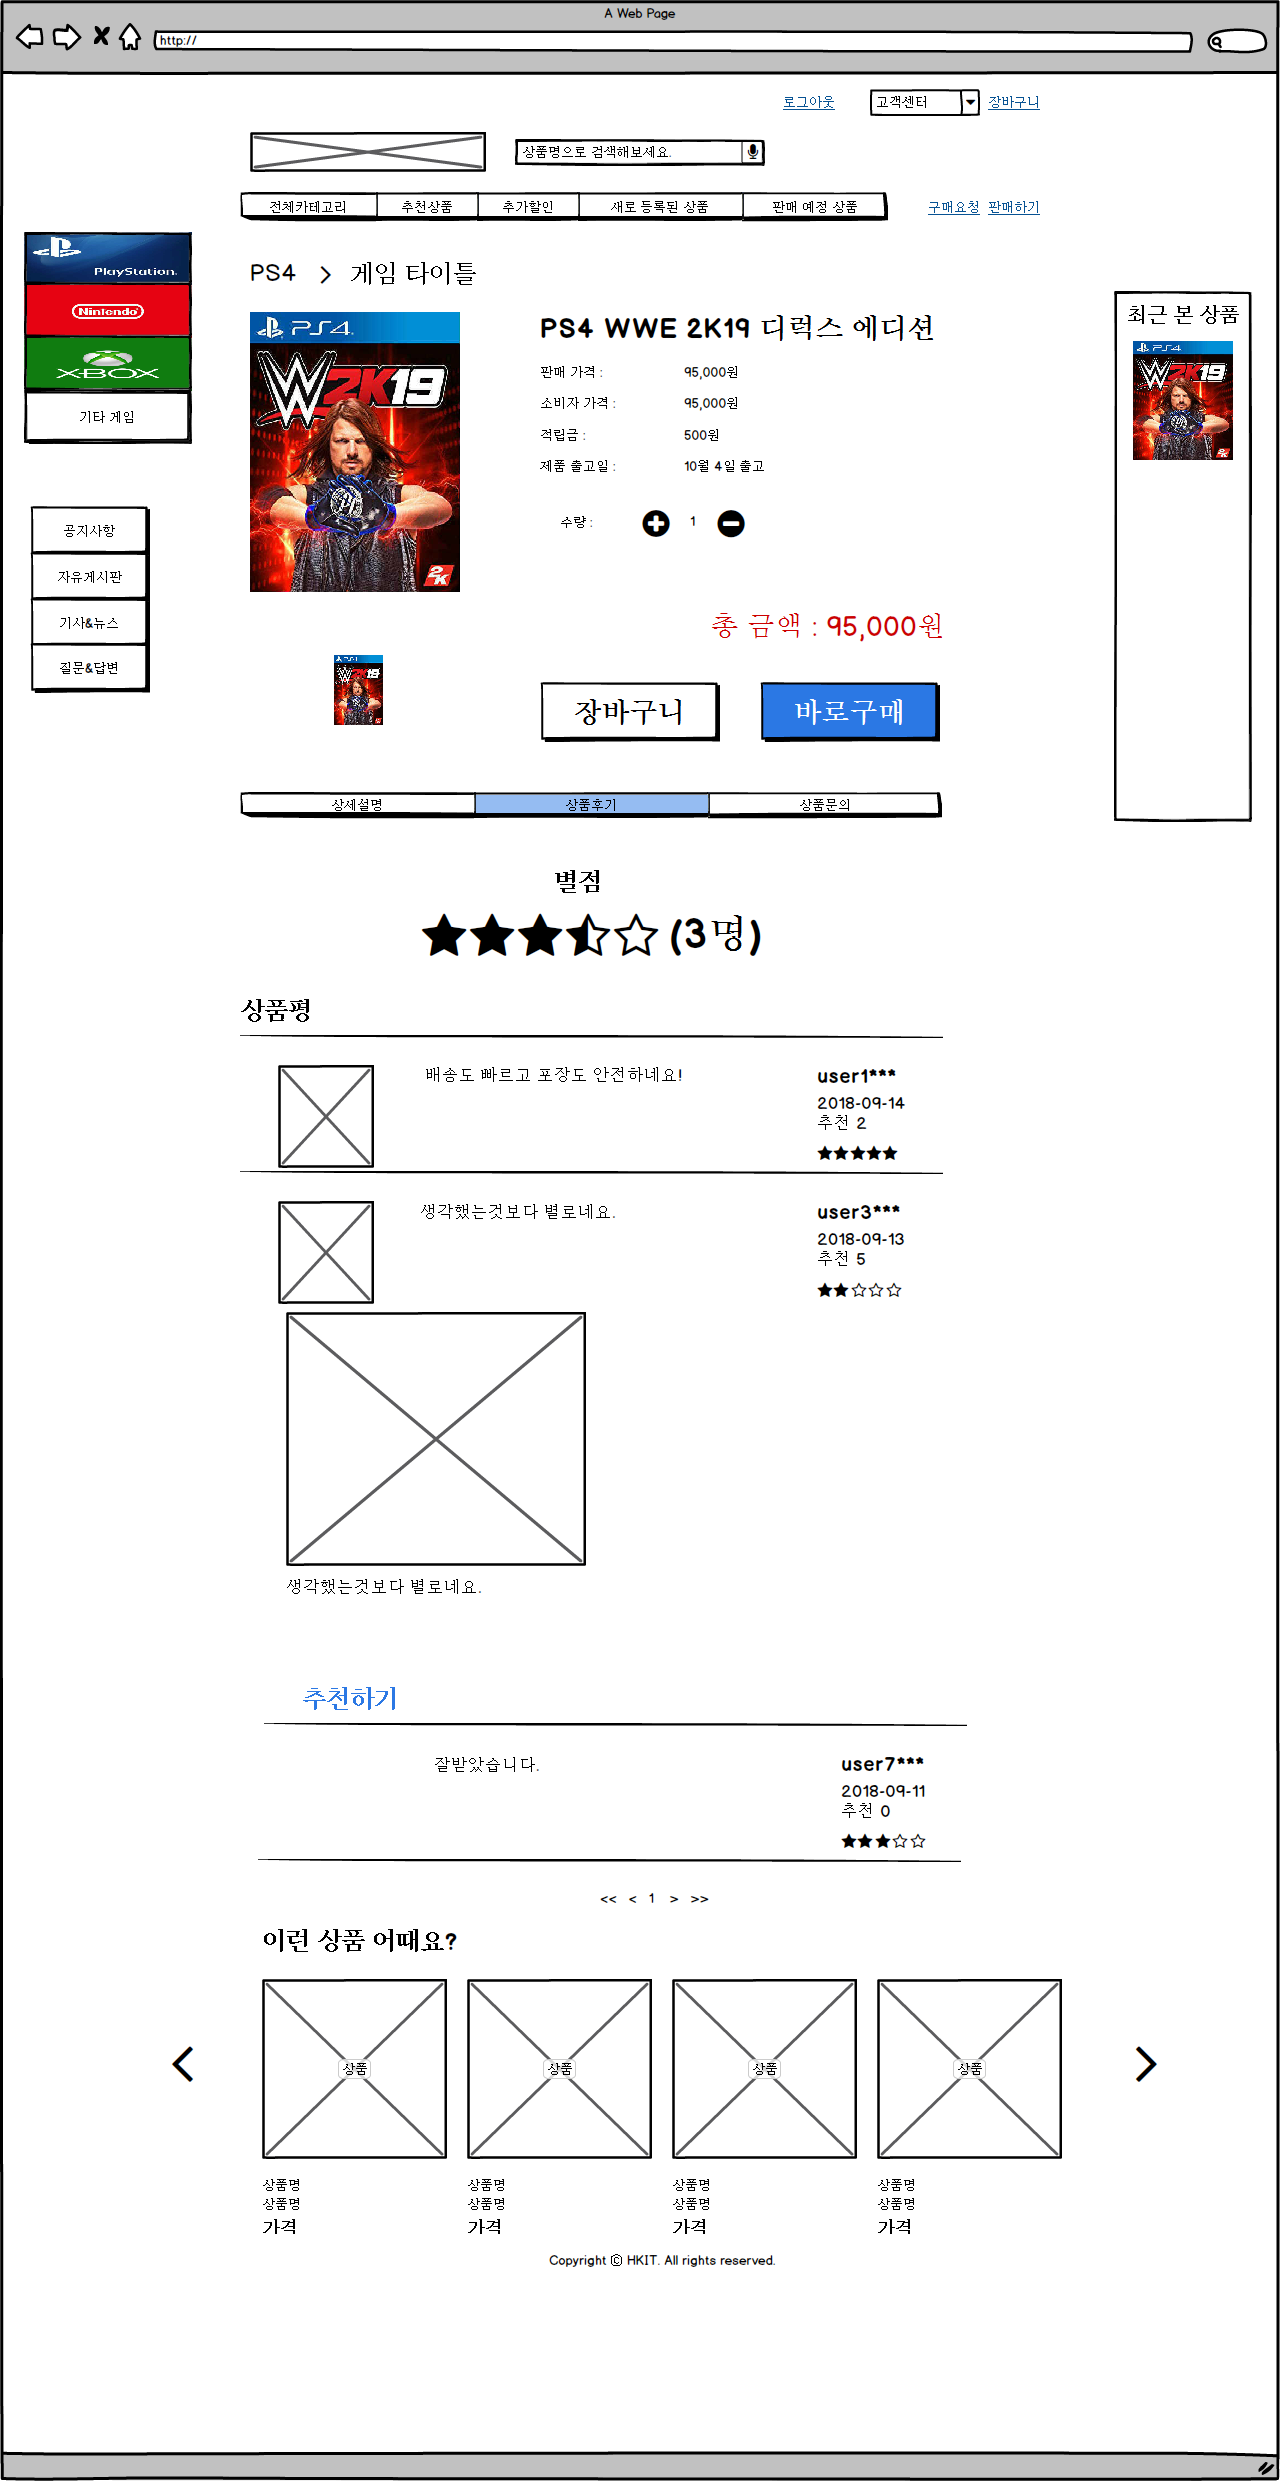 A Web Page
http://
로그아웃 고객센터 장바구니
상품명으로 검색해보세요.
전체카테고리 추천상품 추가할인 새로 등록된 상품 판매 예정 상품 구매요청 판매하기
PlayStation.
Nintendo
XBOX
기타 게임
공지사항
자유게시판
기사&뉴스
질문&답변
PS4 > 게임 타이틀
PS4
W2K19
2K
PS4 WWE 2K19 디럭스 에디션
판매 가격 : 95,000원
소비자 가격 : 95,000원
적립금 : 500원
제품 출고일 : 10월 4일 출고
수량 : 1
총 금액 : 95,000원
PS4
W2K19
장바구니 바로구매
최근 본 상품
PS4
W2K19
2K
상세설명 상품후기 상품문의
별점
(3명)
상품평
배송도 빠르고 포장도 안전하네요!
user1***
2018-09-14
추천 2
생각했는것보다 별로네요.
user3***
2018-09-13
추천 5
생각했는것보다 별로네요.
추천하기
잘받았습니다.
user7***
2018-09-11
추천 0
<< < 1 > >>
이런 상품 어때요?
상품 상품 상품 상품
상품명 상품명 상품명 상품명
상품명 상품명 상품명 상품명
가격 가격 가격 가격
Copyright ⓒ HKIT. All rights reserved.